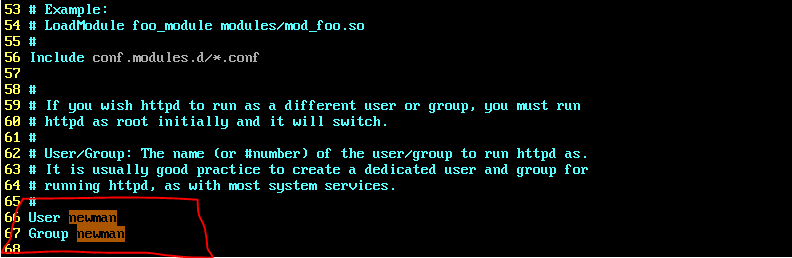 53 # Example:
54 # LoadModule foo_module modules/mod_foo.so
55 #
56 Include conf.modules.d/*.conf
57
58 #
59 # If you wish httpd to run as a different user or group, you must run
60 # httpd as root initially and it will switch.
61 #
62 # User/Group: The name (or #number) of the user/group to run httpd as.
63 # It is usually good practice to create a dedicated user and group for
64 # running httpd, as with most system services.
65 #
66 User newman
67 Group newman
68